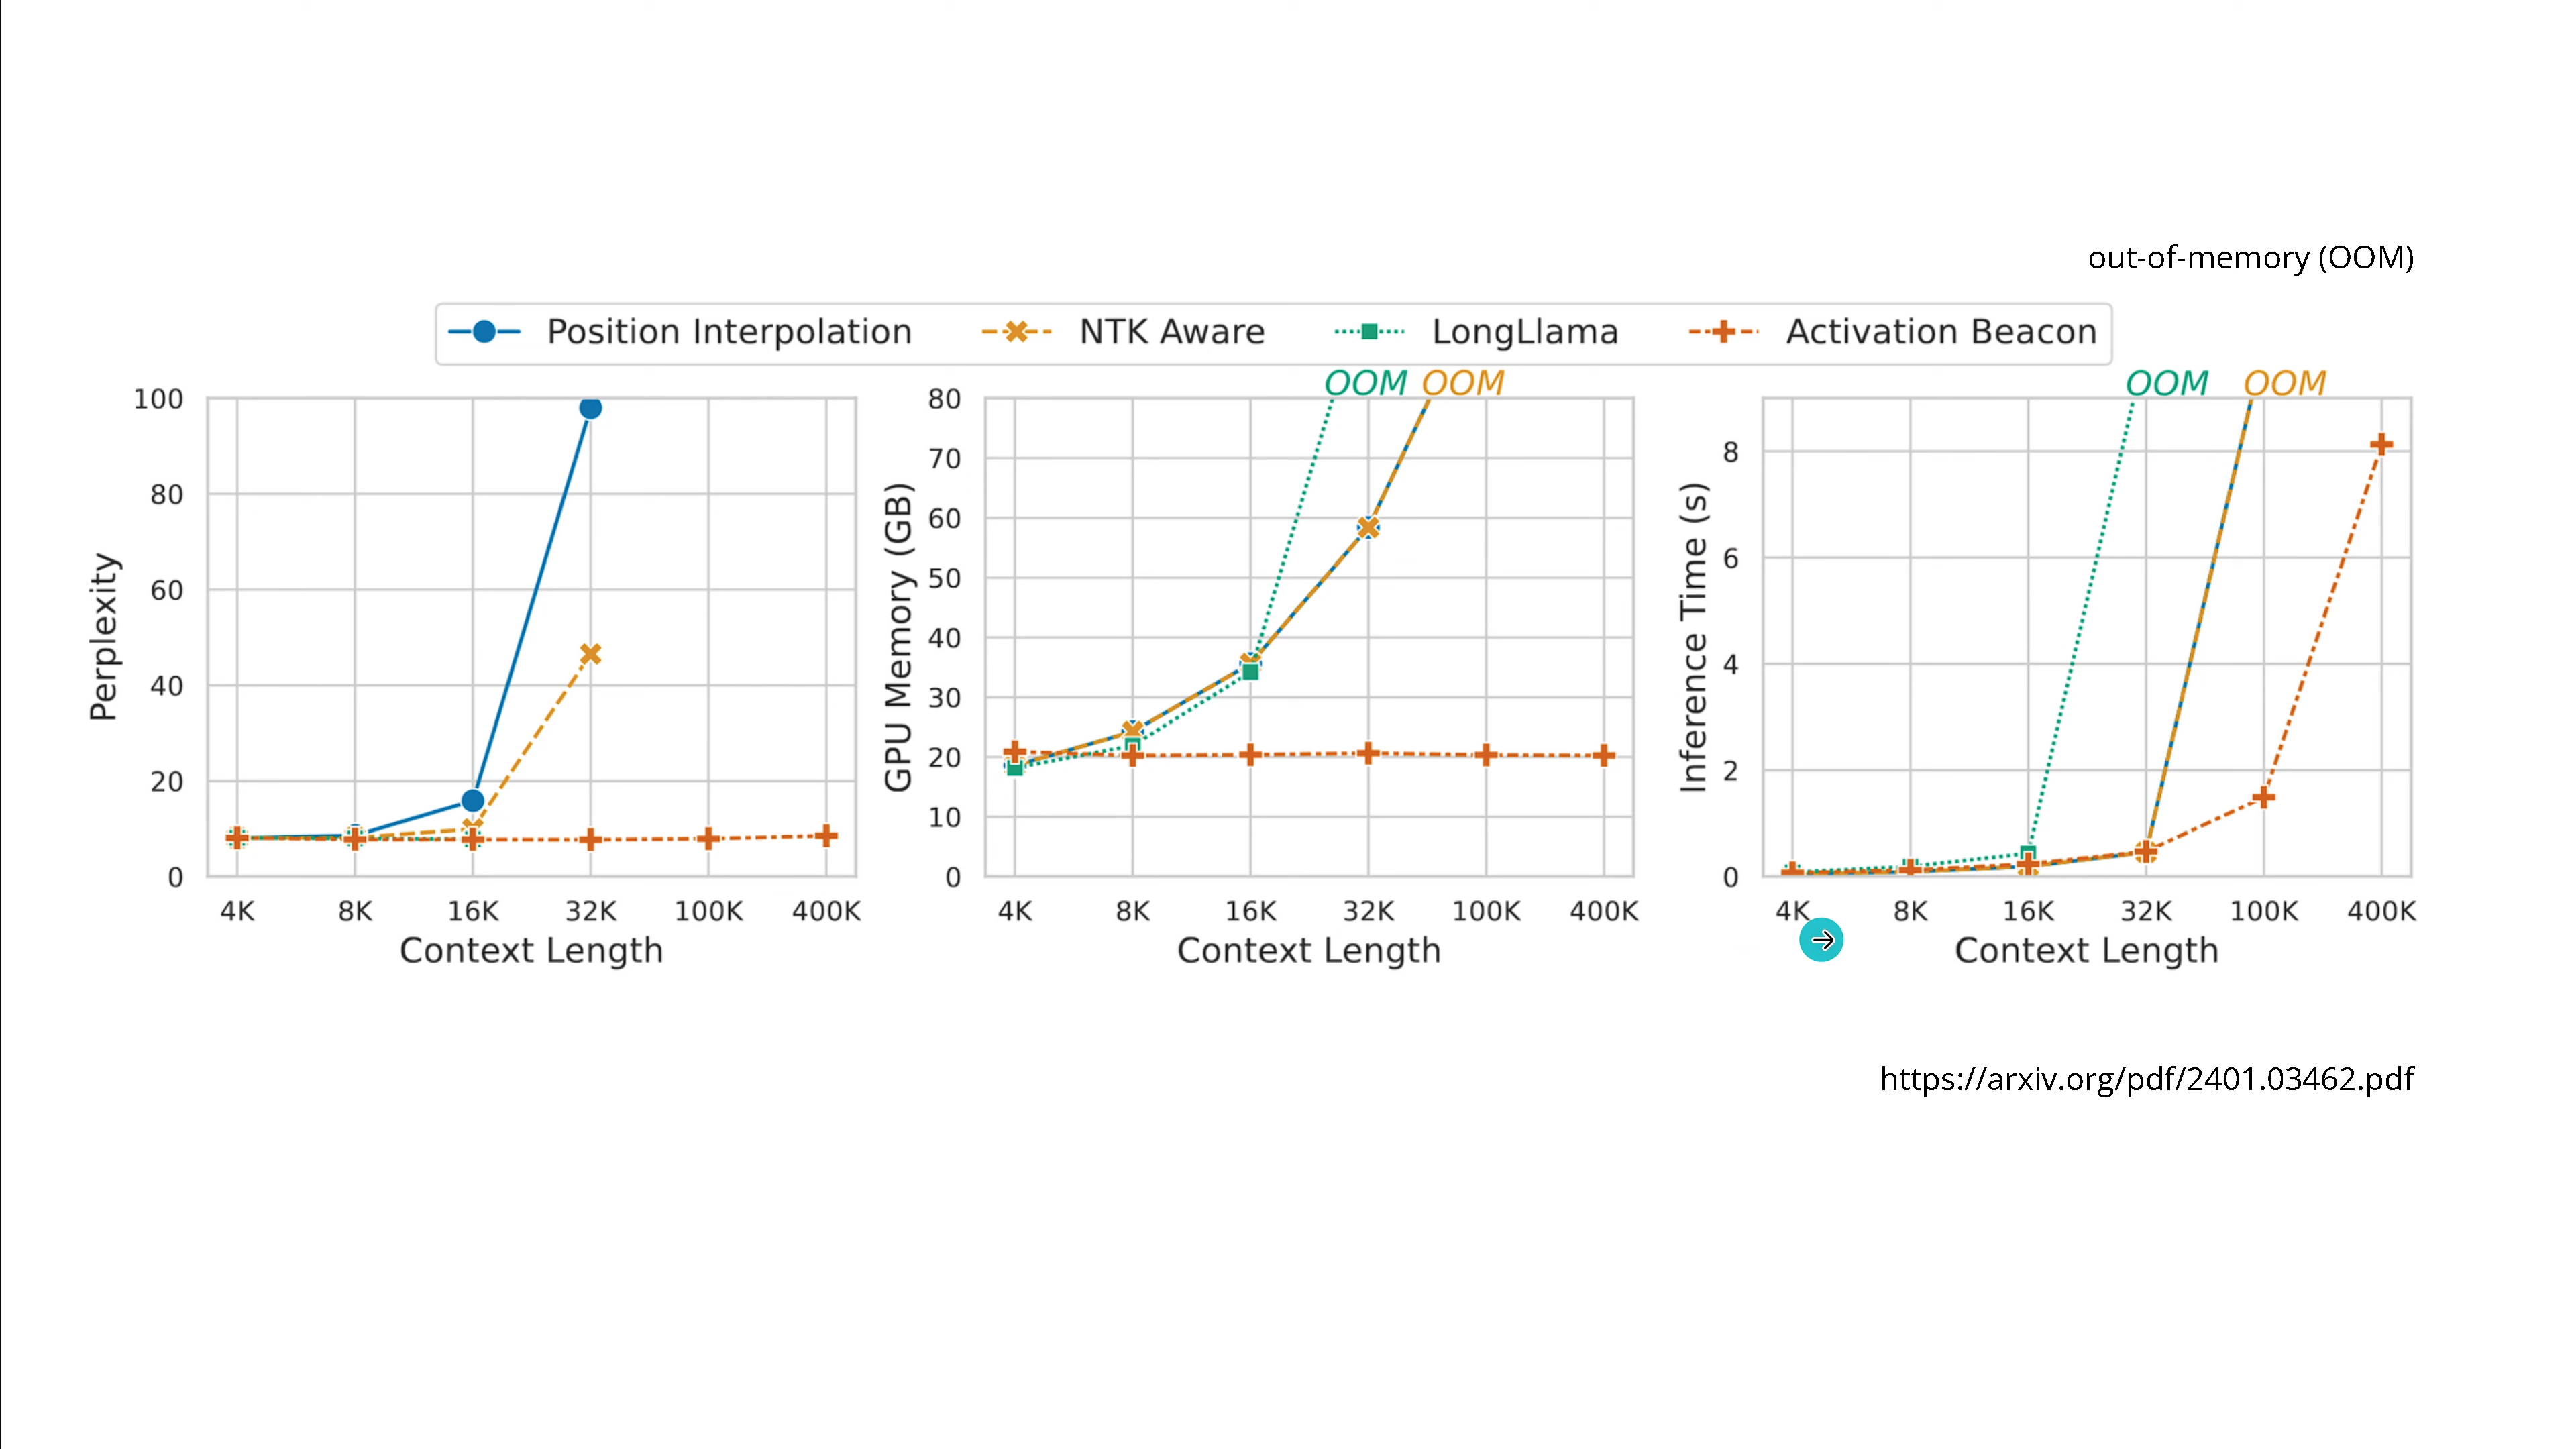 out-of-memory (OOM)
Position Interpolation NTK Aware LongLlama Activation Beacon
100
80
60
40
20
0
Perplexity
4K 8K 16K 32K 100K 400K
Context Length
OOM OOM
80
70
60
50
40
30
20
10
0
GPU Memory (GB)
4K 8K 16K 32K 100K 400K
Context Length
OOM OOM
8
6
4
2
0
Inference Time (s)
4K 8K 16K 32K 100K 400K
Context Length
https://arxiv.org/pdf/2401.03462.pdf